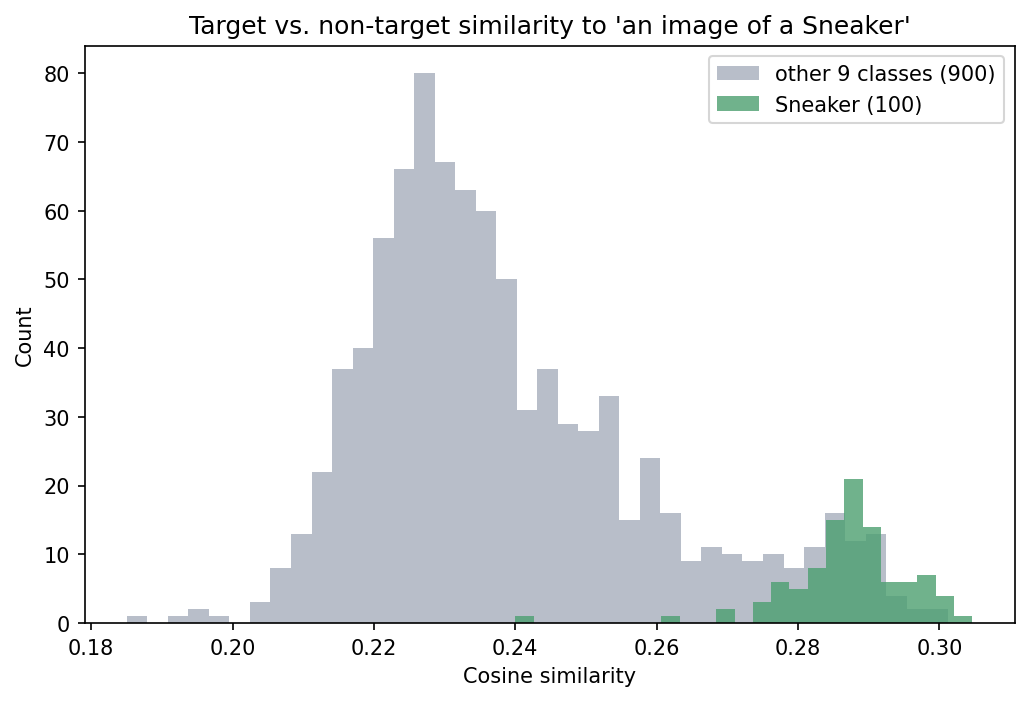 Target vs. non-target similarity to 'an image of a Sneaker'
other 9 classes (900)
Sneaker (100)
Count
80
70
60
50
40
30
20
10
0
0.18 0.20 0.22 0.24 0.26 0.28 0.30
Cosine similarity